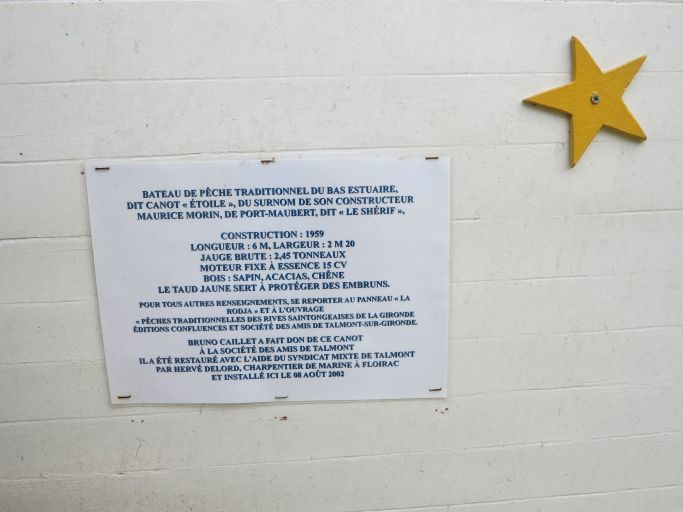 BATEAU DE PÊCHE TRADITIONNEL DU BAS ESTUAIRE,
DIT CANOT « ÉTOILE », DU SURNOM DE SON CONSTRUCTEUR
MAURICE MORIN, DE PORT-MAUBERT, DIT « LE SHÉRIF »,
CONSTRUCTION : 1959
LONGUEUR : 6 M, LARGEUR : 2 M 20
JAUGE BRUTE : 2,45 TONNEAUX
MOTEUR FIXE À ESSENCE 15 CV
BOIS : SAPIN, ACACIAS, CHÊNE
LE TAUD JAUNE SERT À PROTÉGER DES EMBRUNS.
POUR TOUS AUTRES RENSEIGNEMENTS, SE REPORTER AU PANNEAU « LA
RODJA » ET À L'OUVRAGE
« PÊCHES TRADITIONNELLES DES RIVES SAINTONGEAISES DE LA GIRONDE
ÉDITIONS CONFLUENCES ET SOCIÉTÉ DES AMIS DE TALMONT-SUR-GIRONDE.
BRUNO CAILLET A FAIT DON DE CE CANOT
À LA SOCIÉTÉ DES AMIS DE TALMONT
IL A ÉTÉ RESTAURÉ AVEC L'AIDE DU SYNDICAT MIXTE DE TALMONT
PAR HERVÉ DELORD, CHARPENTIER DE MARINE À FLOIRAC
ET INSTALLÉ ICI LE 08 AOÛT 2002